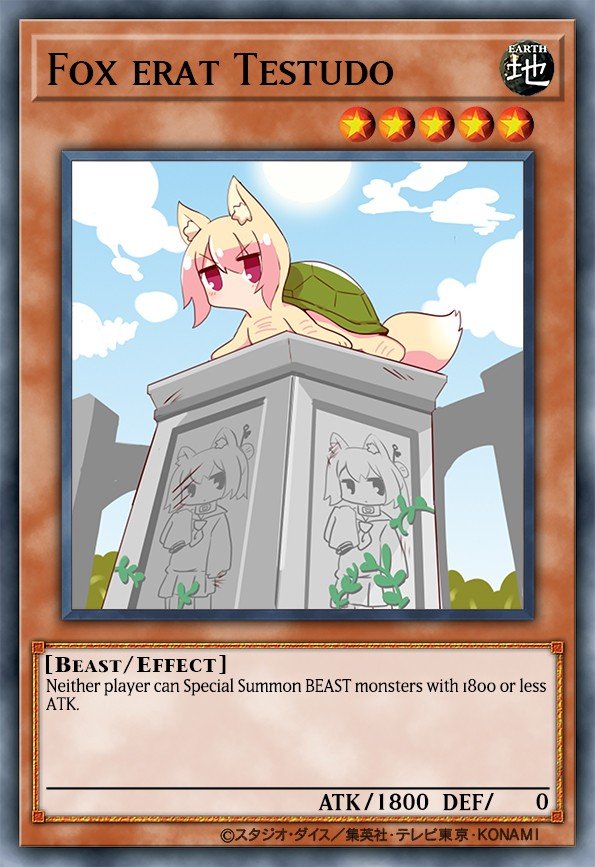 Fox erat Testudo
EARTH
地
[Beast/Effect]
Neither player can Special Summon BEAST monsters with 1800 or less
ATK.
ATK/1800 DEF/ 0
©スタジオ・ダイス／集英社・テレビ東京・KONAMI